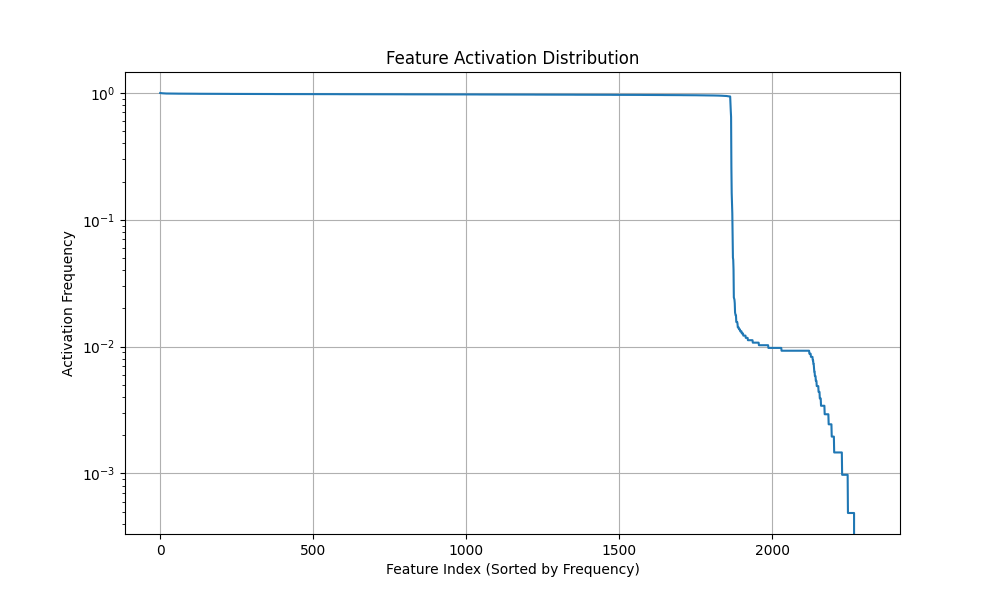 Feature Activation Distribution
10⁰
10⁻¹
10⁻²
10⁻³
Activation Frequency
0 500 1000 1500 2000
Feature Index (Sorted by Frequency)